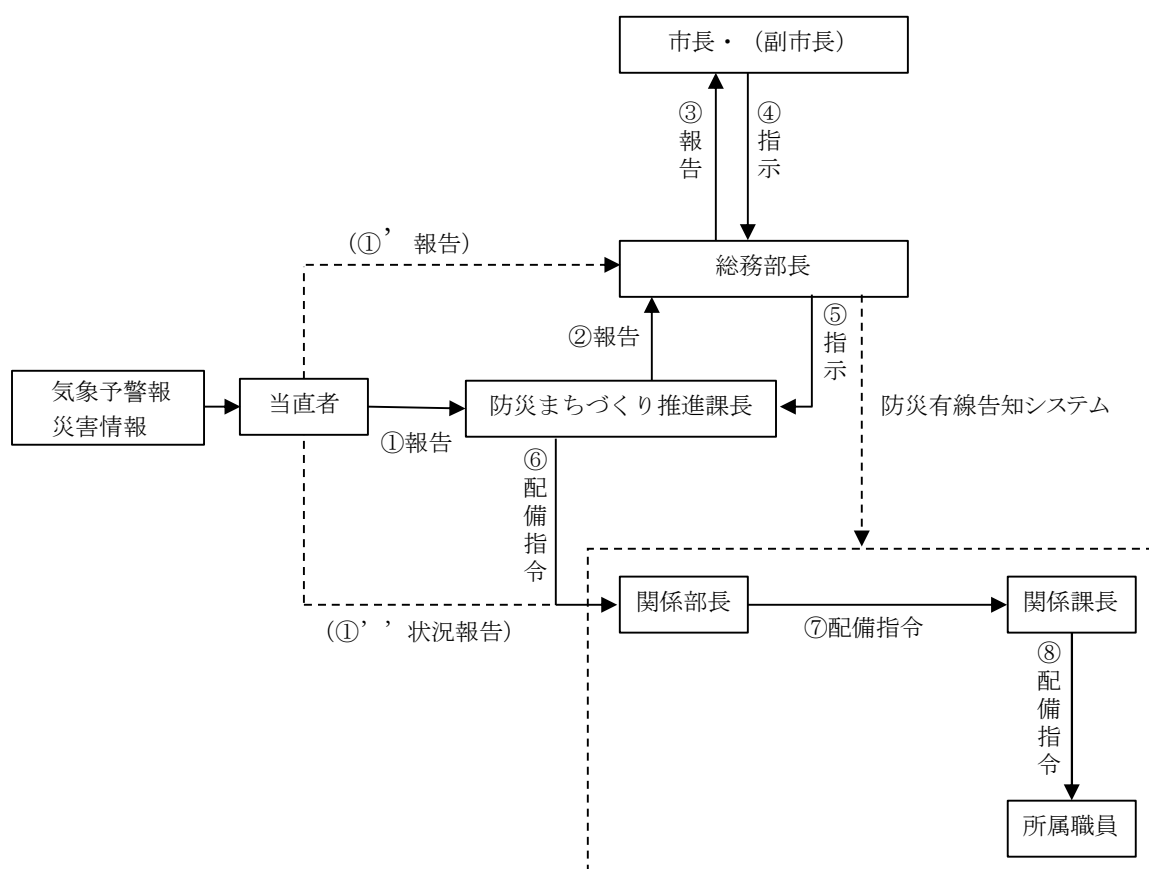 市長・（副市長）
③報告
④指示
(①’ 報告)
総務部長
②報告
⑤指示
気象予警報
災害情報
当直者
防災まちづくり推進課長
防災有線告知システム
①報告
⑥配備指令
関係部長
関係課長
(①’’状況報告)
⑦配備指令
⑧配備指令
所属職員